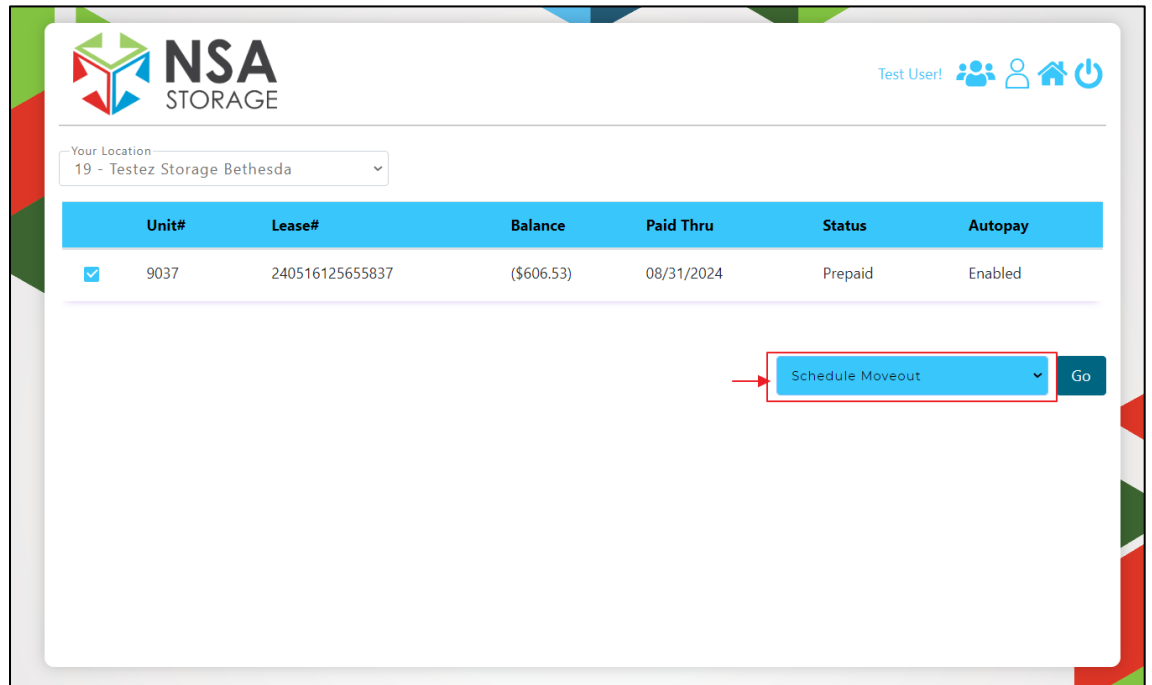 NSA
STORAGE
Test User!
Your Location
19 - Testez Storage Bethesda
Unit# Lease# Balance Paid Thru Status Autopay
9037 240516125655837 ($606.53) 08/31/2024 Prepaid Enabled
Schedule Moveout Go